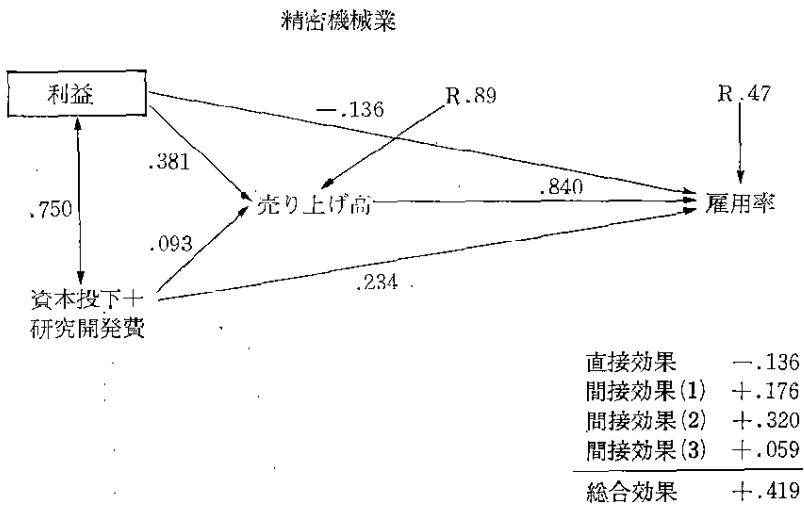 精密機械業
利益
R.89
R.47
—.136
.381
.840
売り上げ高
雇用率
.750
.093
.234
資本投下＋
研究開発費
直接効果 —.136
間接効果(1) ＋.176
間接効果(2) ＋.320
間接効果(3) ＋.059
総合効果 ＋.419